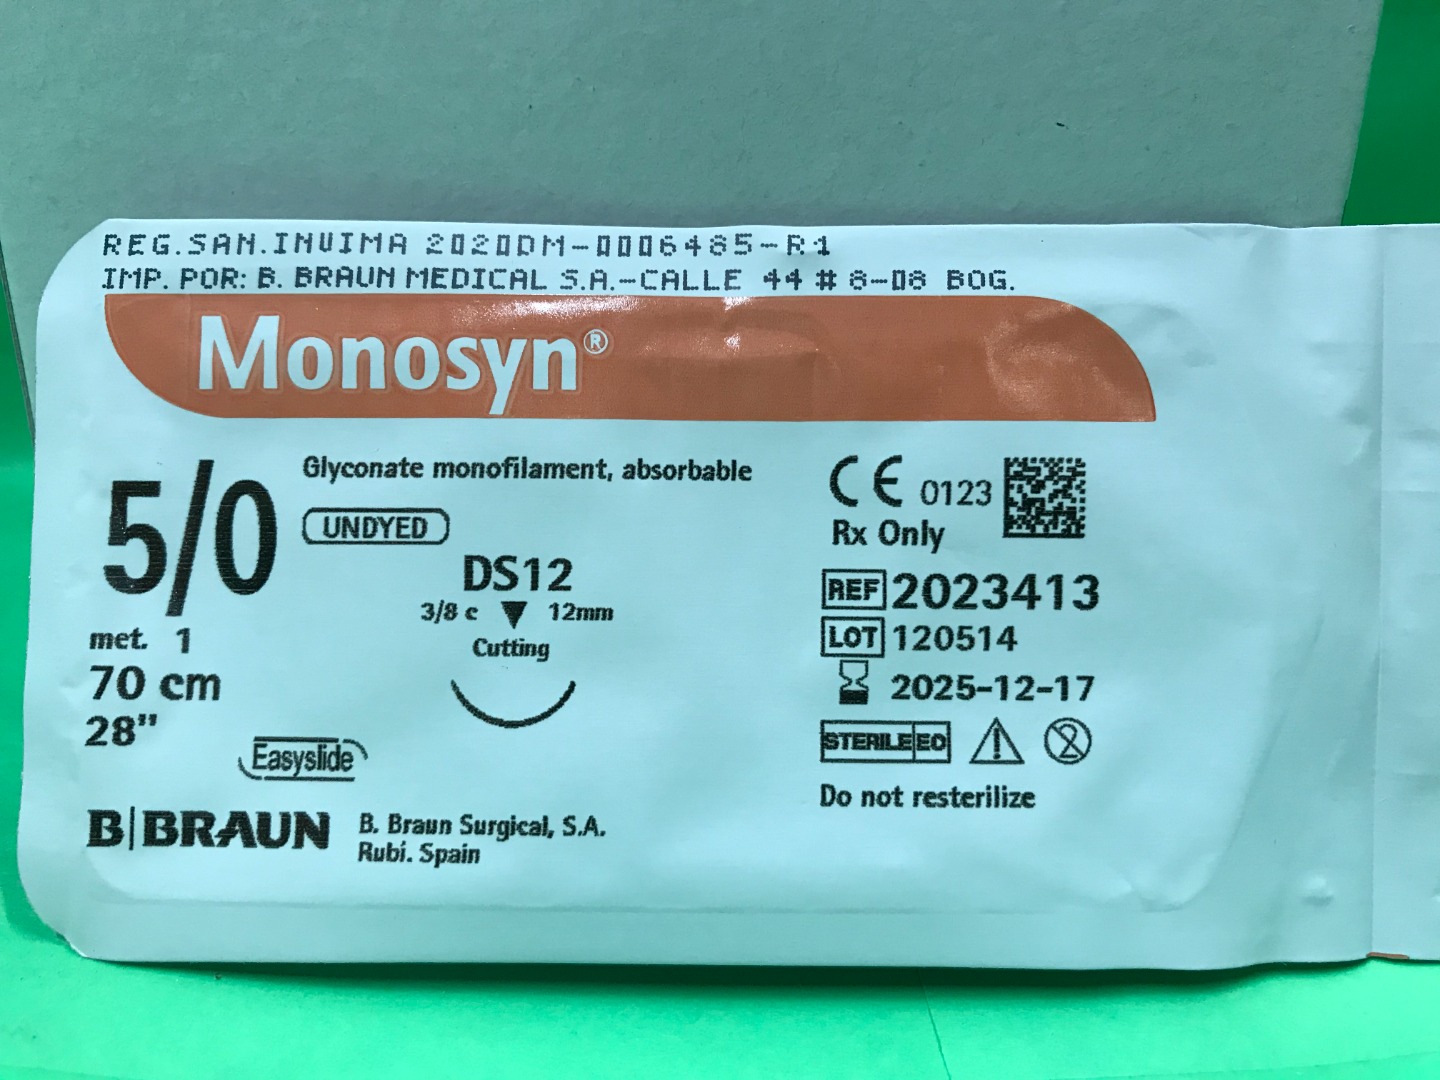 REG.SAN.INVIMA 2020DM-0006485-R1
IMP. POR: B. BRAUN MEDICAL S.A.-CALLE 44 # 8-08 BOG.
Monosyn®
5/0
Glyconate monofilament, absorbable
UNDYED
DS12
3/8 c 12mm
Cutting
met. 1
70 cm
28"
Easyslide
B|BRAUN
B. Braun Surgical, S.A.
Rubí. Spain
CE 0123
Rx Only
REF 2023413
LOT 120514
2025-12-17
STERILE EO
2
Do not resterilize